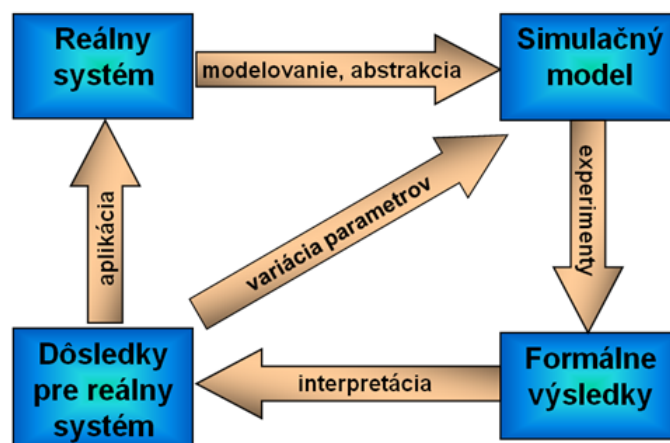 Reálny
systém
modelovanie, abstrakcia
Simulačný
model
aplikácia
variácia parametrov
experimenty
Dôsledky
pre reálny
systém
interpretácia
Formálne
výsledky